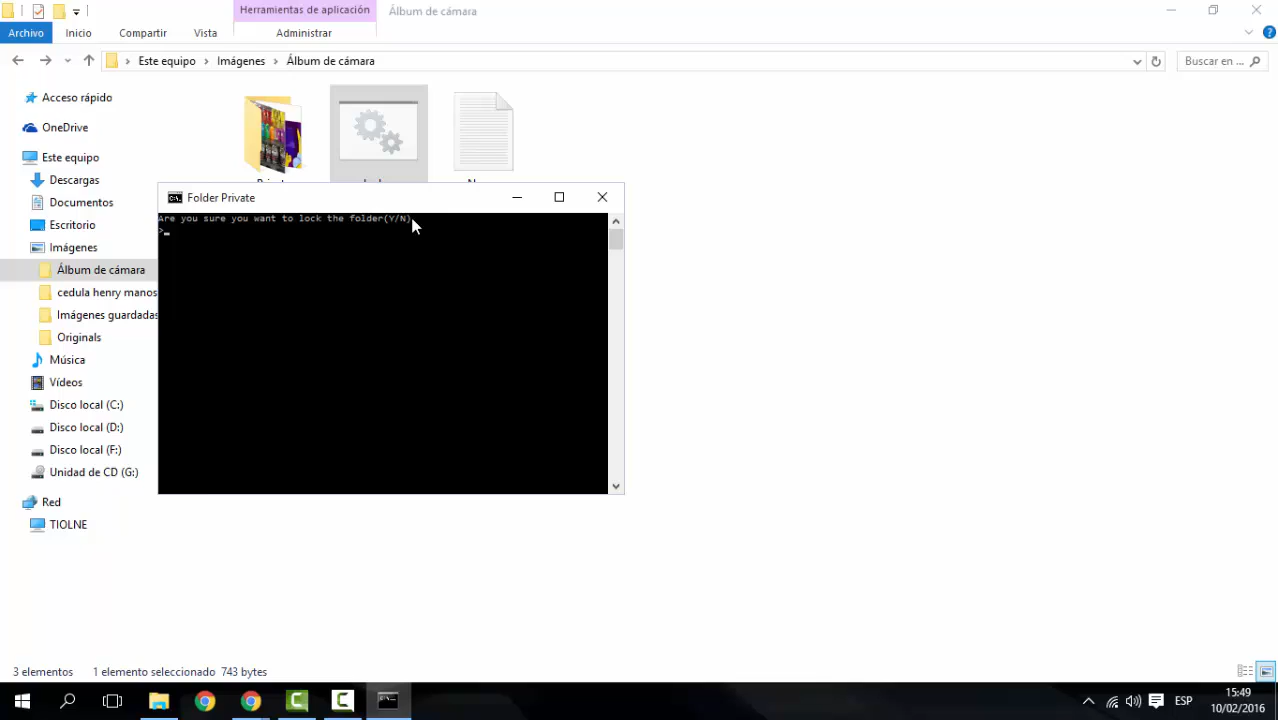 Herramientas de aplicación
Álbum de cámara
Archivo
Inicio
Compartir
Vista
Administrar
Este equipo
Imágenes
Álbum de cámara
Buscar en ...
Acceso rápido
OneDrive
Este equipo
Descargas
Documentos
Escritorio
Imágenes
Álbum de cámara
cedula henry manos
Imágenes guardadas
Originals
Música
Vídeos
Disco local (C:)
Disco local (D:)
Disco local (F:)
Unidad de CD (G:)
Red
TIOLNE
Folder Private
Are you sure you want to lock the folder(Y/N)
>_
3 elementos
1 elemento seleccionado 743 bytes
ESP
15:49
10/02/2016